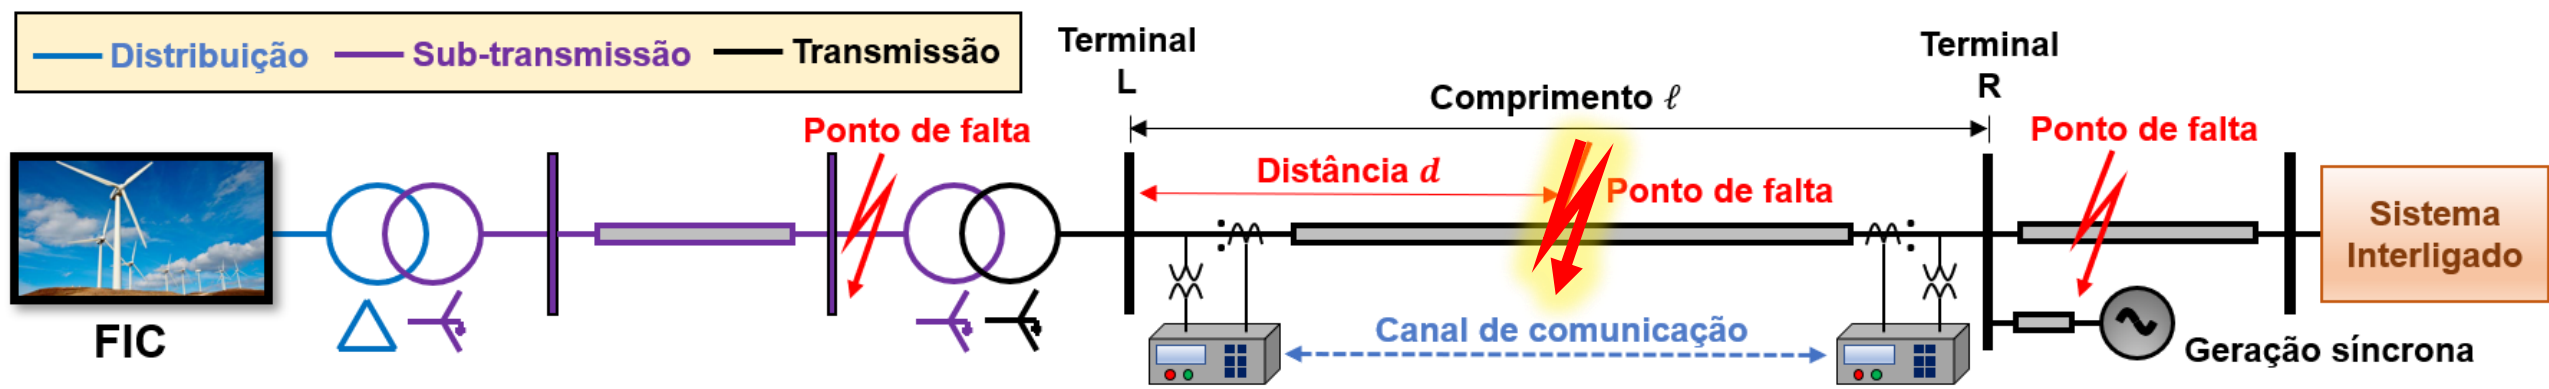 Distribuição Sub-transmissão Transmissão
Terminal
L
Terminal
R
Comprimento ℓ
Ponto de falta
Distância d
Ponto de falta
Ponto de falta
Sistema
Interligado
FIC
Canal de comunicação
Geração síncrona